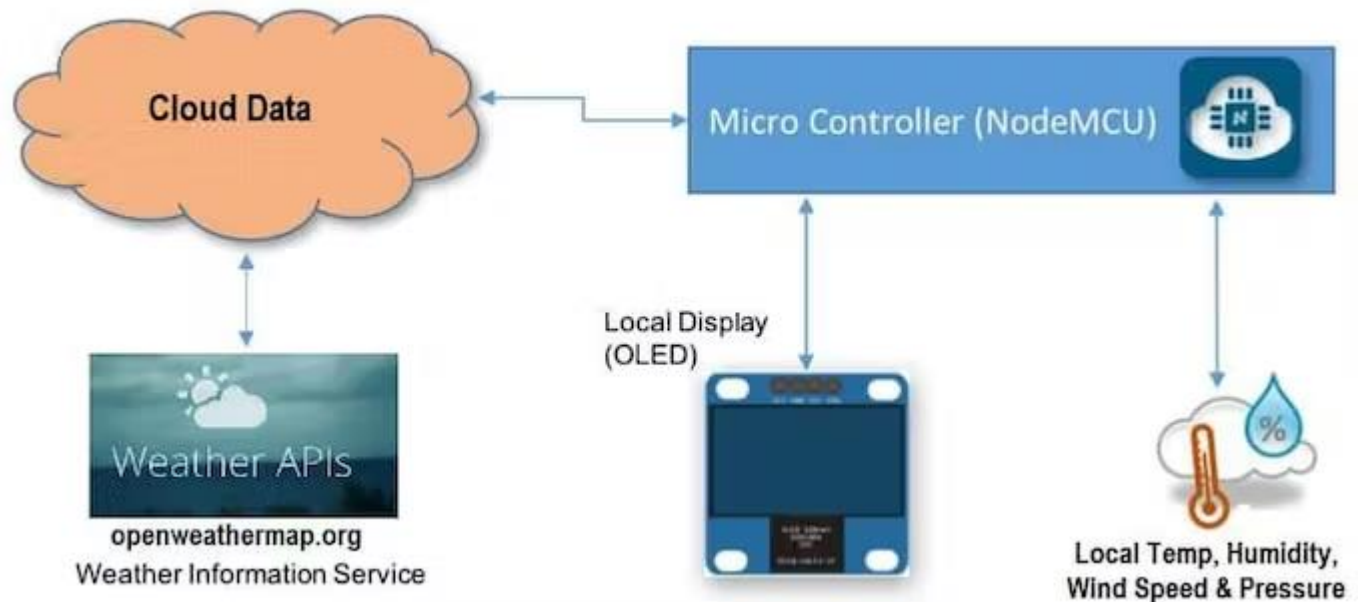 Cloud Data
Micro Controller (NodeMCU)
N
Local Display
(OLED)
Weather APIs
openweathermap.org
Weather Information Service
%
Local Temp, Humidity,
Wind Speed & Pressure